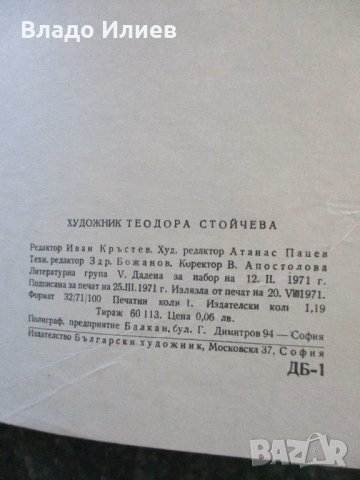 Владо Илиев
ХУДОЖНИК ТЕОДОРА СТОЙЧЕВА
Редактор Иван Кръстев. Худ. редактор Атанас Пацев
Техн. редактор Здр. Божанов. Коректор В. Апостолова
Литературна група V. Дадена за набор на 12. II. 1971 г.
Подписана за печат на 25.III.1971 г. Излязла от печат на 20. VIII 1971.
Формат 32/71/100 Печатни коли 1. Издателски коли 1,19
Тираж 60 113. Цена 0,06 лв.
Полиграф. предприятие Балкан, бул. Г. Димитров 94 — София
Издателство Български художник, Московска 37, София
ДБ-1
bazar